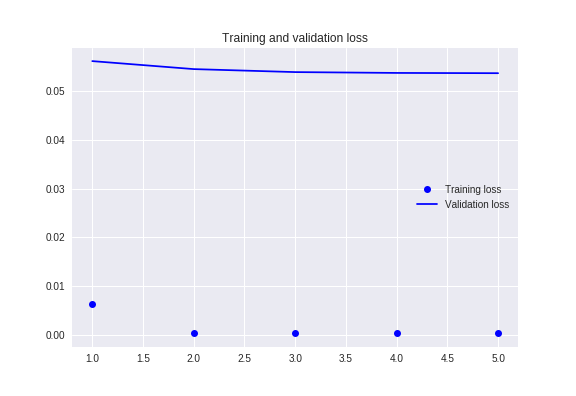 Training and validation loss
0.05
0.04
0.03
0.02
0.01
0.00
Training loss
Validation loss
1.0 1.5 2.0 2.5 3.0 3.5 4.0 4.5 5.0